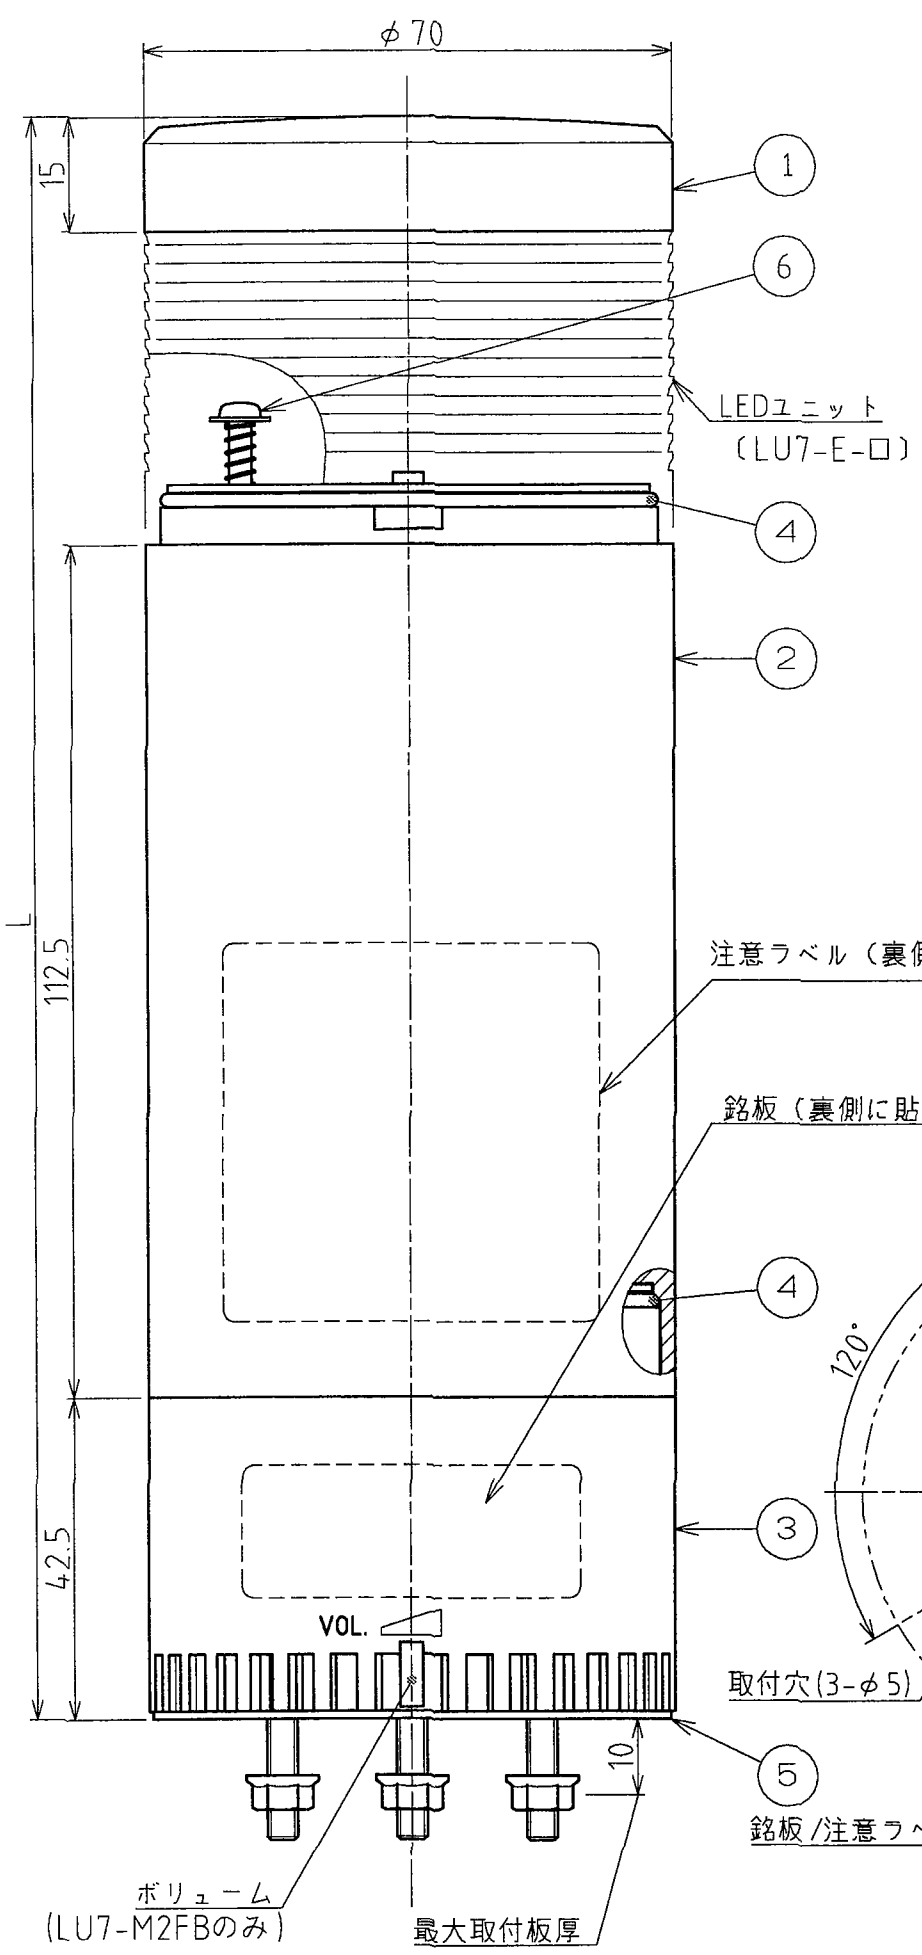 φ70
15
1
6
LEDユニット
(LU7-E-□)
4
2
L
112.5
注意ラベル (裏側
銘板 (裏側に貼
4
120°
42.5
3
VOL.
取付穴(3-φ5)
10
5
銘板/注意ラベ
ボリューム
(LU7-M2FBのみ)
最大取付板厚